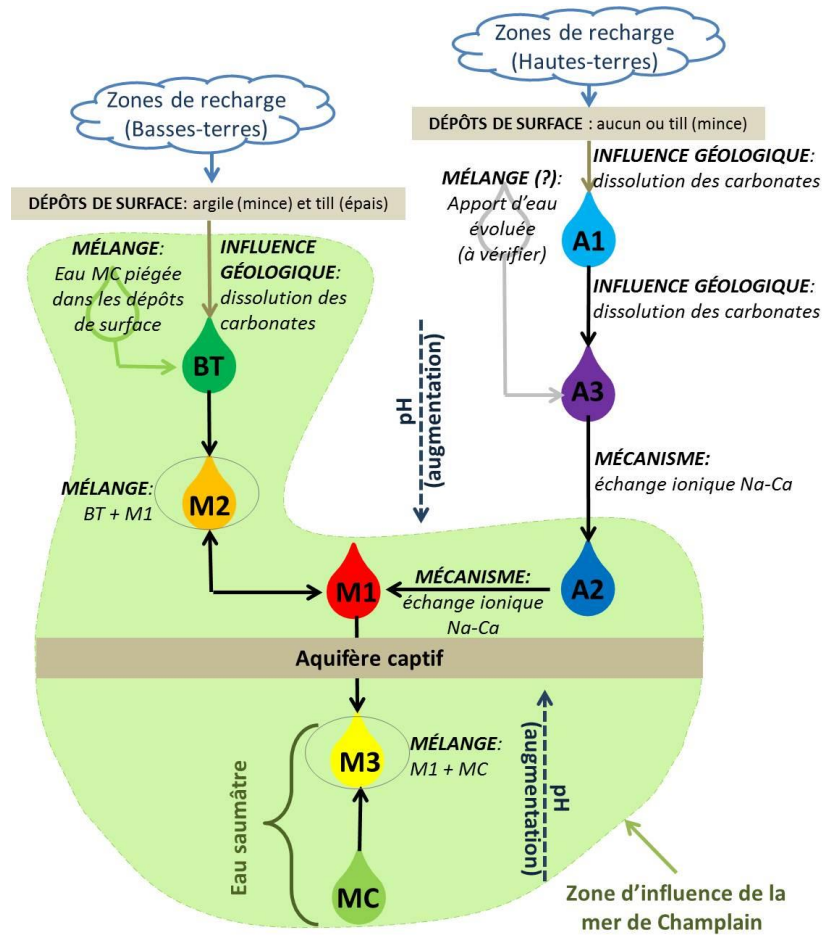 Zones de recharge
(Hautes-terres)
Zones de recharge
(Basses-terres)
DÉPÔTS DE SURFACE : aucun ou till (mince)
INFLUENCE GÉOLOGIQUE:
dissolution des carbonates
MÉLANGE (?):
Apport d'eau
évoluée
(à vérifier)
A1
DÉPÔTS DE SURFACE: argile (mince) et till (épais)
MÉLANGE:
Eau MC piégée
dans les dépôts
de surface
INFLUENCE
GÉOLOGIQUE:
dissolution des
carbonates
INFLUENCE GÉOLOGIQUE:
dissolution des carbonates
BT
pH
(augmentation)
A3
MÉCANISME:
échange ionique Na-Ca
MÉLANGE:
BT + M1
M2
M1
MÉCANISME:
échange ionique
Na-Ca
A2
Aquifère captif
Eau saumâtre
M3
MÉLANGE:
M1 + MC
pH
(augmentation)
MC
Zone d'influence de la
mer de Champlain